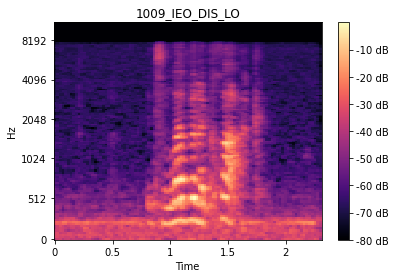 1009_IEO_DIS_LO
8192
4096
2048
1024
512
0
Hz
0
0.5
1
1.5
2
Time
-10 dB
-20 dB
-30 dB
-40 dB
-50 dB
-60 dB
-70 dB
-80 dB